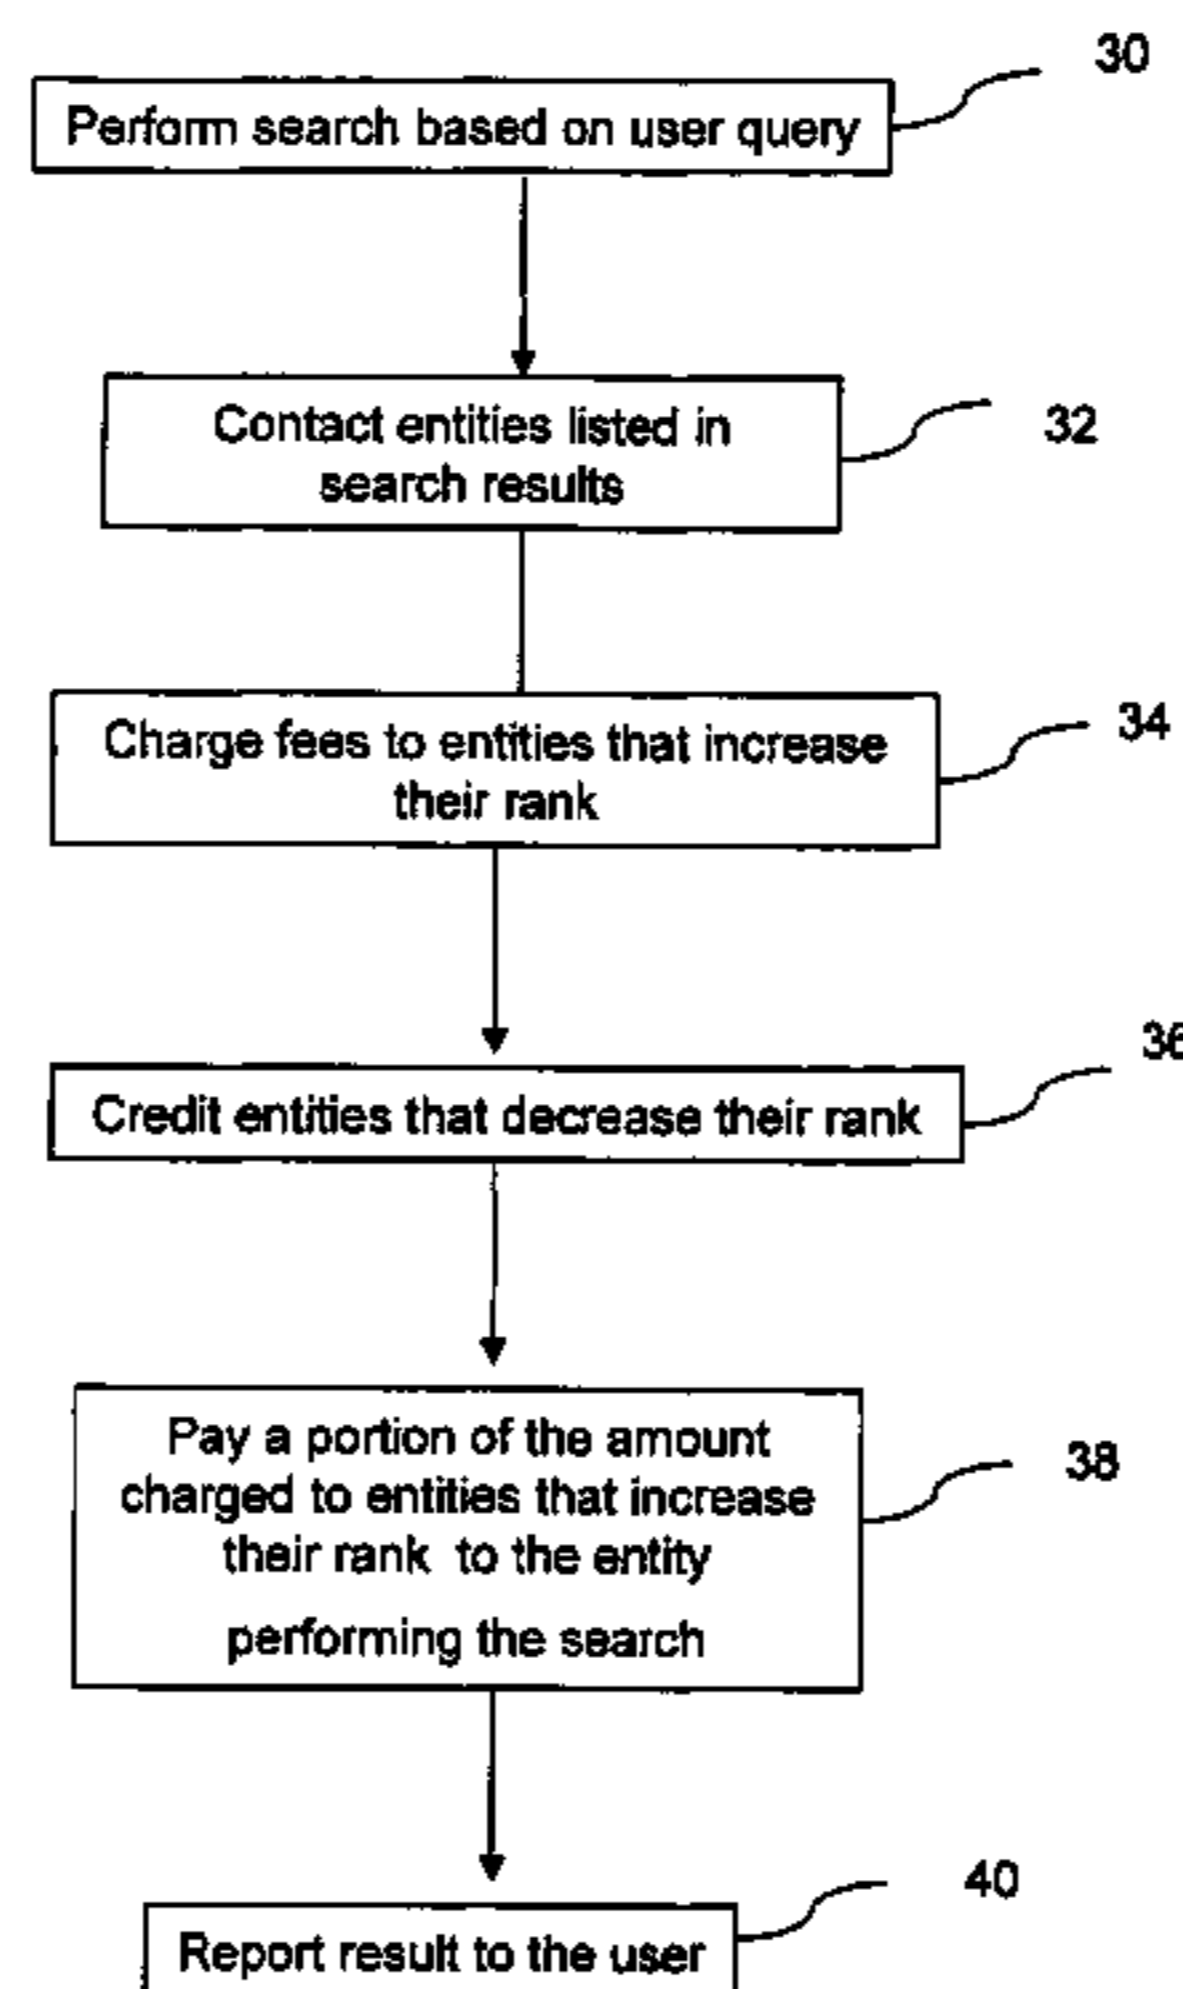 30
Perform search based on user query
Contact entities listed in
search results
32
Charge fees to entities that increase
their rank
34
36
Credit entities that decrease their rank
Pay a portion of the amount
charged to entities that increase
their rank to the entity
performing the search
38
40
Report result to the user